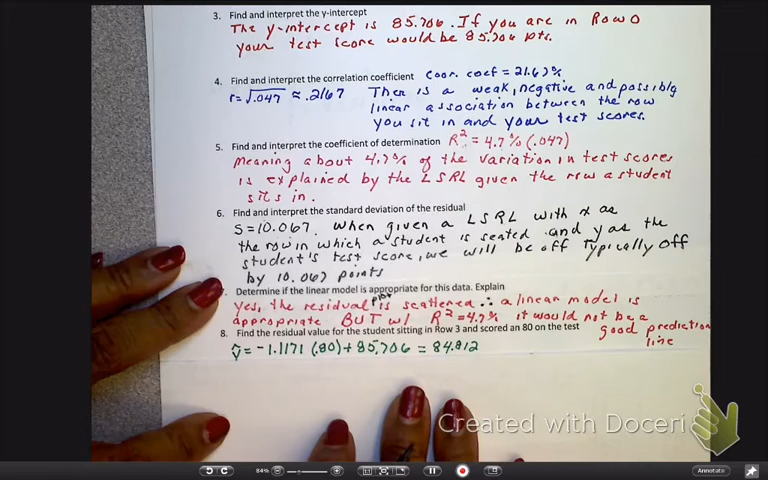 3. Find and interpret the y-intercept
The y-intercept is 85.706. If you are in Row 0
your test score would be 85.706 pts.
4. Find and interpret the correlation coefficient Coor. coef = 21.67%
r=√.047 ≈ .2167 There is a weak, negative and possibly
linear association between the row
you sit in and your test scores.
5. Find and interpret the coefficient of determination R² = 4.7% (.047)
Meaning about 4.7% of the variation in test scores
is explained by the LSRL given the row a student
sits in.
6. Find and interpret the standard deviation of the residual
S=10.067. When given a LSRL with x as
the row in which a student is seated and y as the
student's test score, we will be off typically off
by 10.067 points
Determine if the linear model is appropriate for this data. Explain
Yes, the residual plot is scattered ∴ a linear model is
appropriate BUT w/ R²=4.7% it would not be a
good prediction
line
8. Find the residual value for the student sitting in Row 3 and scored an 80 on the test
ŷ = -1.1171 (.80) + 85.706 = 84.812
Created with Doceri
84%
Annotate